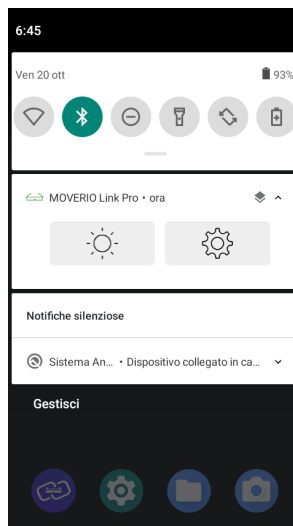 6:45
Ven 20 ott 93%
MOVERIO Link Pro • ora
Notifiche silenziose
Sistema An… • Dispositivo collegato in ca…
Gestisci